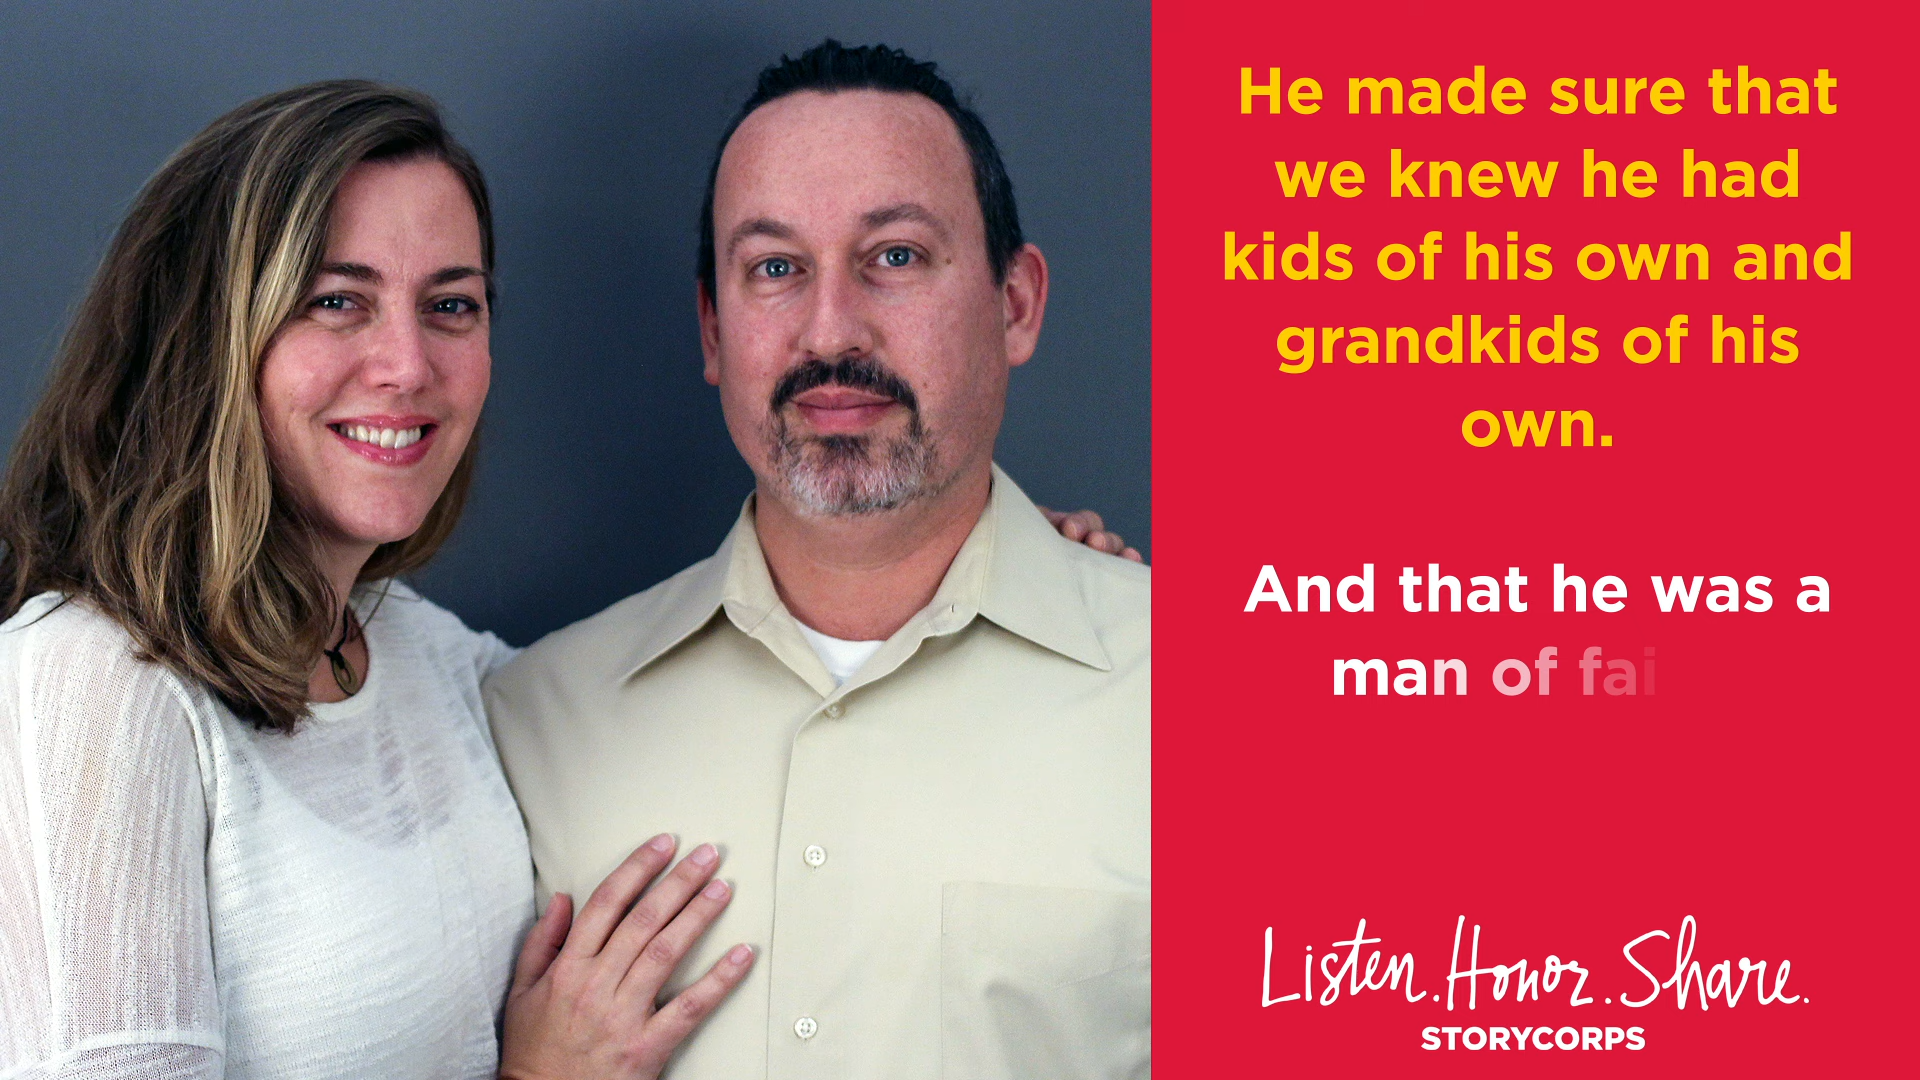 He made sure that
we knew he had
kids of his own and
grandkids of his
own.
And that he was a
man of fai
Listen. Honor. Share.
STORYCORPS